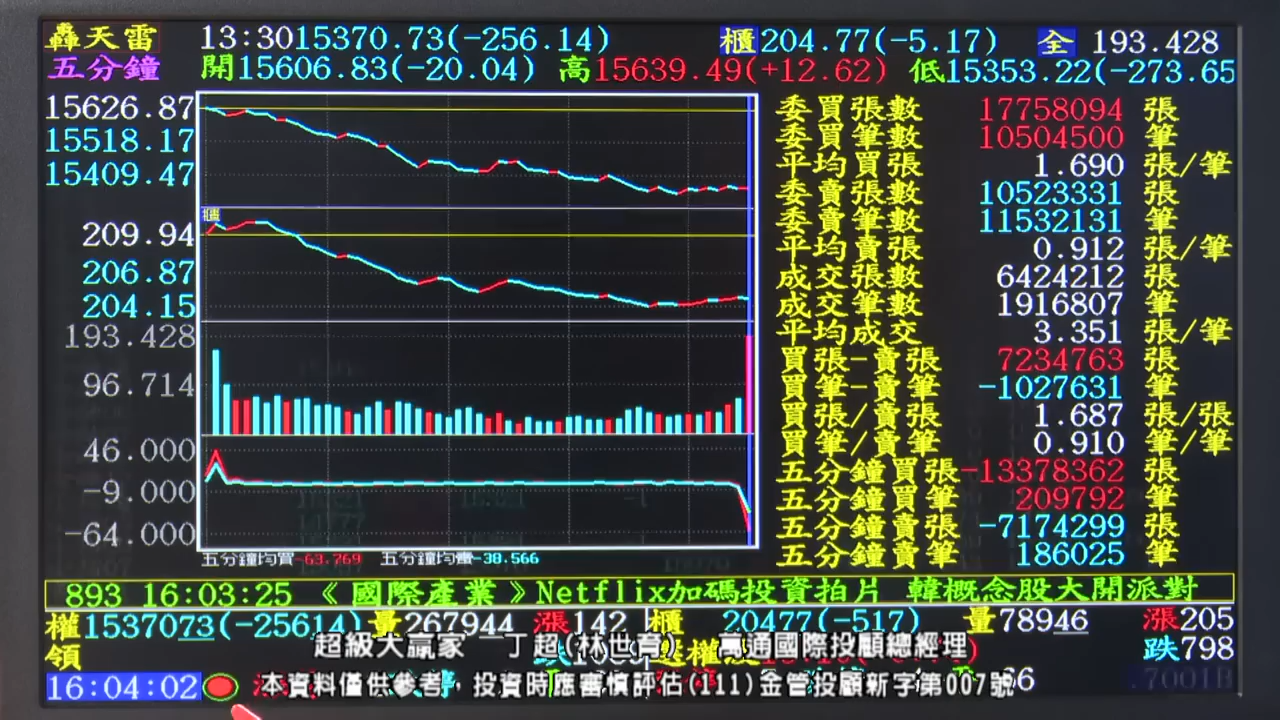 轟天雷 13:30 15370.73(-256.14) 櫃 204.77(-5.17) 全 193.428
五分鐘 開15606.83(-20.04) 高15639.49(+12.62) 低15353.22(-273.65
15626.87
15518.17
15409.47
櫃
209.94
206.87
204.15
193.428
96.714
46.000
-9.000
-64.000
五分鐘均買-63.769 五分鐘均賣-38.566
委買張數 17758094 張
委買筆數 10504500 筆
平均買張 1.690 張/筆
委賣張數 10523331 張
委賣筆數 11532131 筆
平均賣張 0.912 張/筆
成交張數 6424212 張
成交筆數 1916807 筆
平均成交 3.351 張/筆
買張-賣張 7234763 張
買筆-賣筆 -1027631 筆
買張/賣張 1.687 張/張
買筆/賣筆 0.910 筆/筆
五分鐘買張-13378362 張
五分鐘買筆 209792 筆
五分鐘賣張 -7174299 張
五分鐘賣筆 186025 筆
893 16:03:25 《國際產業》Netflix加碼投資拍片 韓概念股大開派對
權1537073(-25614) 量267944 漲142 櫃 20477(-517) 量78946 漲205
領 跌798
超級大贏家 丁超(林世育) 萬通國際投顧總經理
16:04:02
本資料僅供參考,投資時應審慎評估(111)金管投顧新字第007號